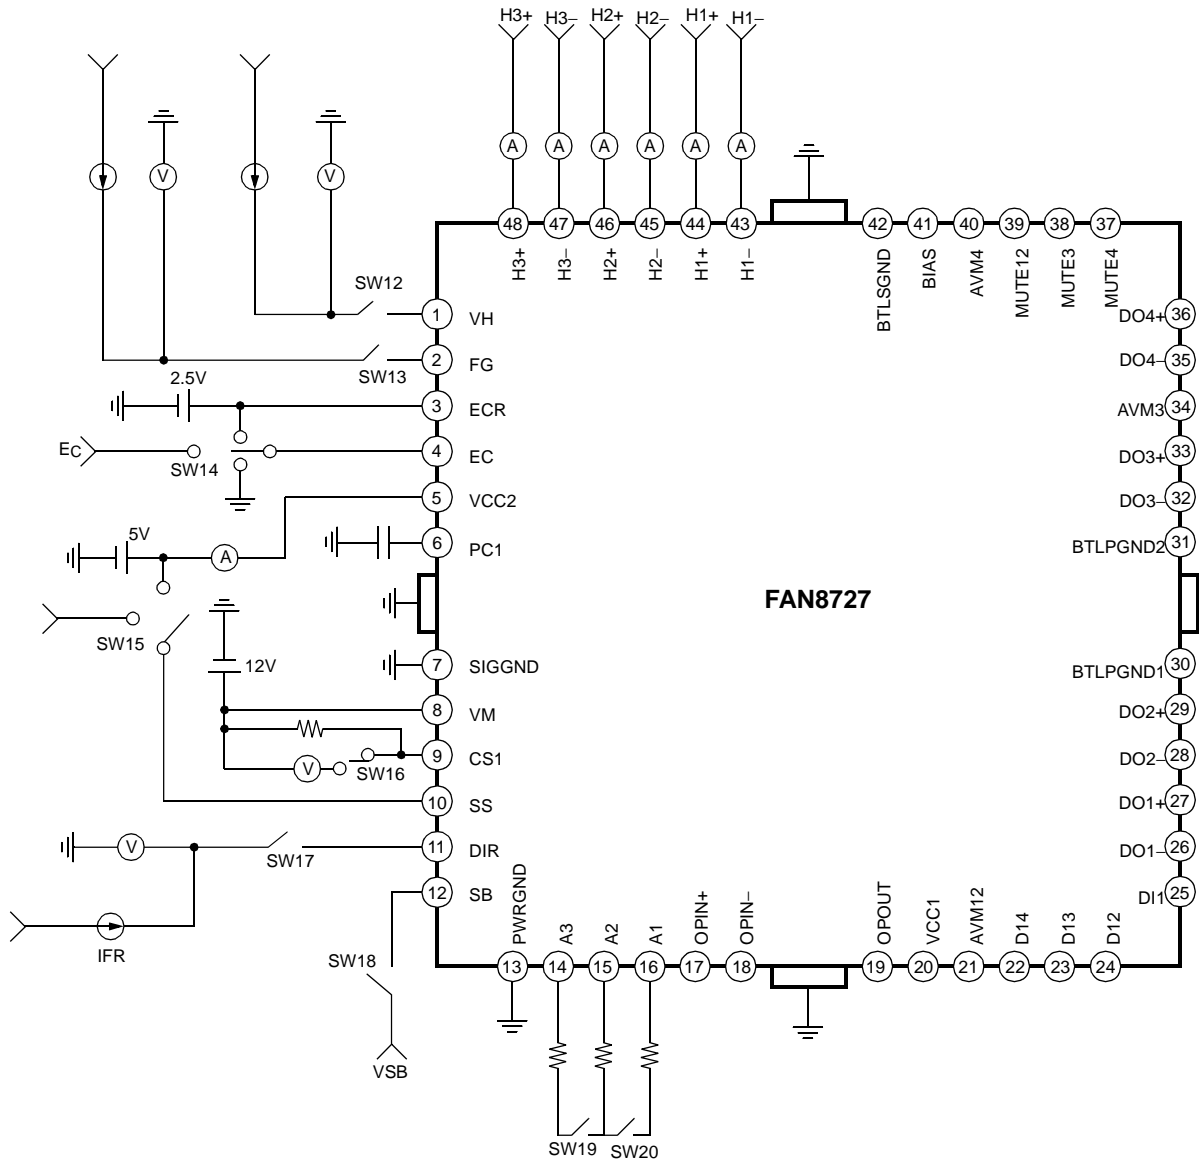 H3+ H3– H2+ H2– H1+ H1–
A A A A A A
V V
48 47 46 45 44 43 42 41 40 39 38 37
H3+ H3– H2+ H2– H1+ H1– BTLSGND BIAS AVM4 MUTE12 MUTE3 MUTE4
SW12
1 VH
DO4+ 36
SW13
2 FG
DO4– 35
2.5V
3 ECR
AVM3 34
EC
SW14
4 EC
DO3+ 33
5 VCC2
DO3– 32
5V
A
6 PC1
BTLPGND2 31
FAN8727
SW15
12V
7 SIGGND
BTLPGND1 30
8 VM
DO2+ 29
V
SW16
9 CS1
DO2– 28
10 SS
DO1+ 27
V
SW17
11 DIR
DO1– 26
12 SB
DI1 25
IFR
SW18
VSB
PWRGND A3 A2 A1 OPIN+ OPIN– OPOUT VCC1 AVM12 D14 D13 D12
13 14 15 16 17 18 19 20 21 22 23 24
SW19 SW20